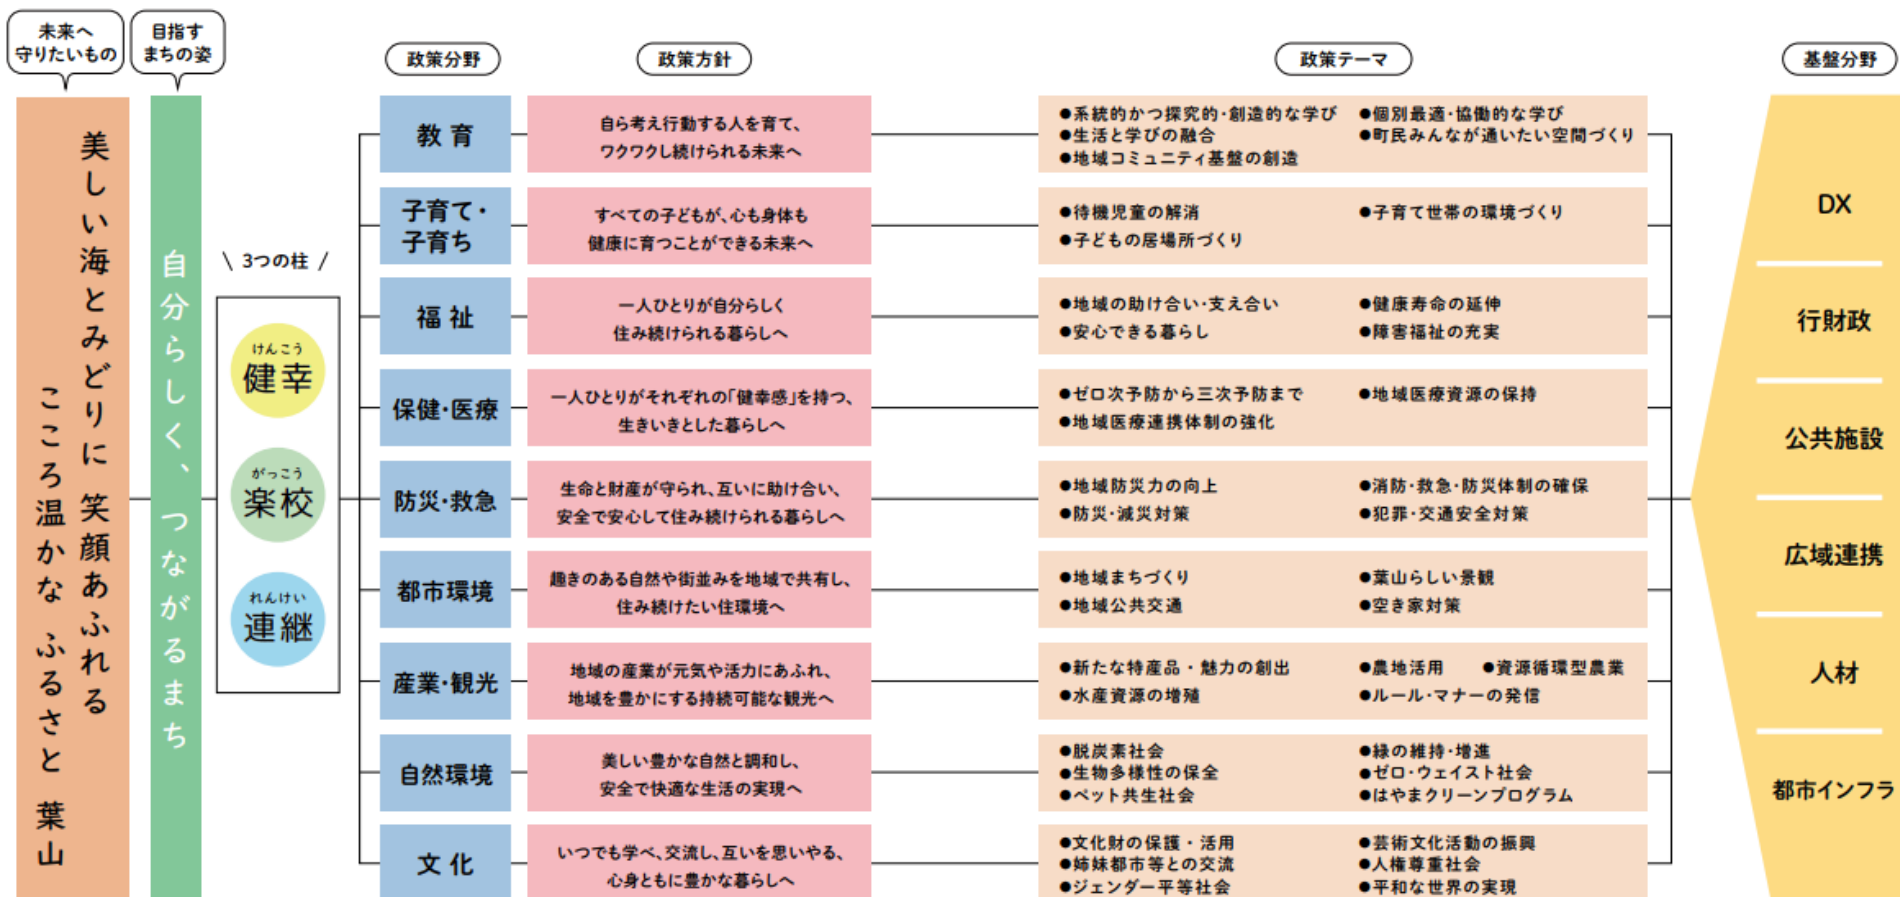 未来へ
守りたいもの
美しい海とみどりに 笑顔あふれる
こころ温かな ふるさと 葉山
目指す
まちの姿
自分らしく、つながるまち
\ 3つの柱 /
けんこう
健幸
がっこう
楽校
れんけい
連継
政策分野
政策方針
政策テーマ
基盤分野
教育
自ら考え行動する人を育て、
ワクワクし続けられる未来へ
●系統的かつ探究的・創造的な学び ●個別最適・協働的な学び
●生活と学びの融合 ●町民みんなが通いたい空間づくり
●地域コミュニティ基盤の創造
子育て・
子育ち
すべての子どもが、心も身体も
健康に育つことができる未来へ
●待機児童の解消 ●子育て世帯の環境づくり
●子どもの居場所づくり
福祉
一人ひとりが自分らしく
住み続けられる暮らしへ
●地域の助け合い・支え合い ●健康寿命の延伸
●安心できる暮らし ●障害福祉の充実
保健・医療
一人ひとりがそれぞれの「健幸感」を持つ、
生きいきとした暮らしへ
●ゼロ次予防から三次予防まで ●地域医療資源の保持
●地域医療連携体制の強化
防災・救急
生命と財産が守られ、互いに助け合い、
安全で安心して住み続けられる暮らしへ
●地域防災力の向上 ●消防・救急・防災体制の確保
●防災・減災対策 ●犯罪・交通安全対策
都市環境
趣きのある自然や街並みを地域で共有し、
住み続けたい住環境へ
●地域まちづくり ●葉山らしい景観
●地域公共交通 ●空き家対策
産業・観光
地域の産業が元気や活力にあふれ、
地域を豊かにする持続可能な観光へ
●新たな特産品・魅力の創出 ●農地活用 ●資源循環型農業
●水産資源の増殖 ●ルール・マナーの発信
自然環境
美しい豊かな自然と調和し、
安全で快適な生活の実現へ
●脱炭素社会 ●緑の維持・増進
●生物多様性の保全 ●ゼロ・ウェイスト社会
●ペット共生社会 ●はやまクリーンプログラム
文化
いつでも学べ、交流し、互いを思いやる、
心身ともに豊かな暮らしへ
●文化財の保護・活用 ●芸術文化活動の振興
●姉妹都市等との交流 ●人権尊重社会
●ジェンダー平等社会 ●平和な世界の実現
DX
行財政
公共施設
広域連携
人材
都市インフラ